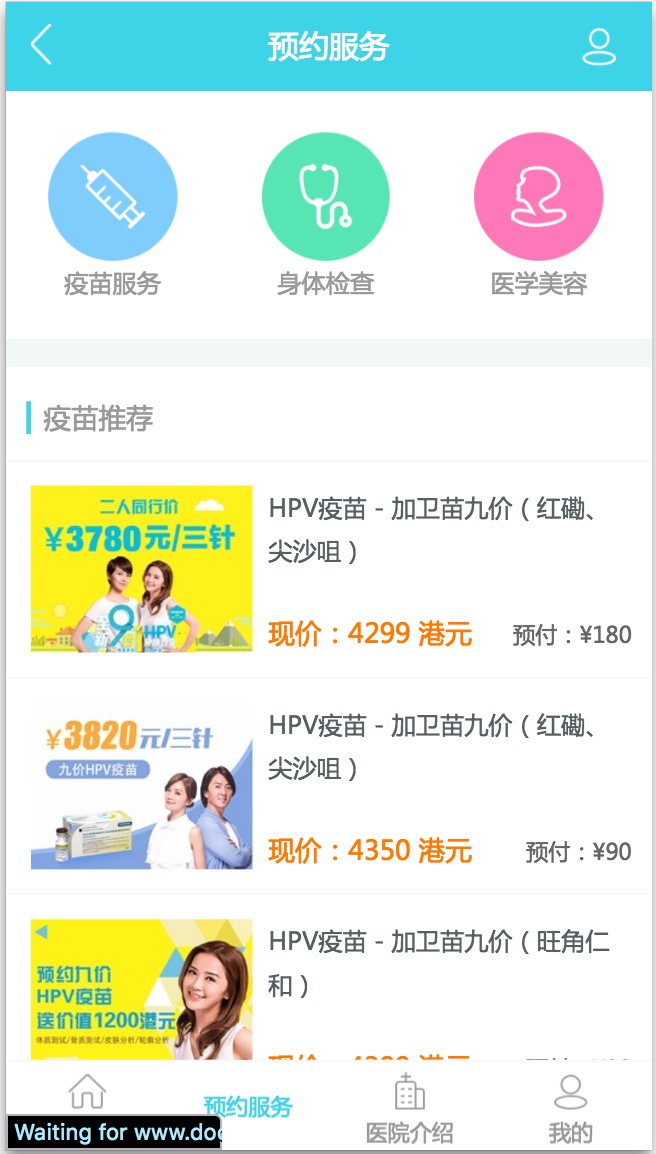 预约服务
疫苗服务
身体检查
医学美容
疫苗推荐
二人同行价
¥3780元/三针
9
HPV
HPV疫苗 - 加卫苗九价（红磡、
尖沙咀）
现价：4299 港元
预付：¥180
¥3820元/三针
九价HPV疫苗
HPV疫苗 - 加卫苗九价（红磡、
尖沙咀）
现价：4350 港元
预付：¥90
预约九价
HPV疫苗
送价值1200港元
体质测试/骨质测试/皮肤分析/轮廓分析
HPV疫苗 - 加卫苗九价（旺角仁
和）
预约服务
医院介绍
我的
Waiting for www.doc